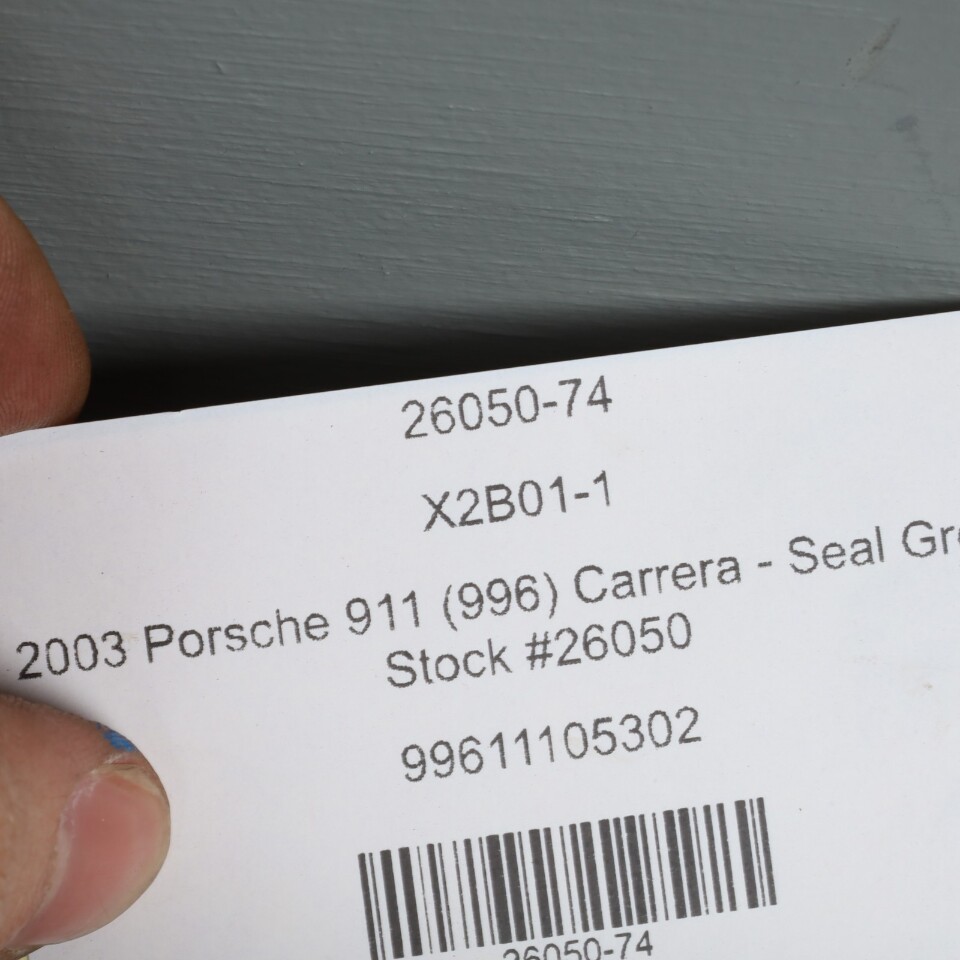 26050-74
X2B01-1
2003 Porsche 911 (996) Carrera - Seal
Stock #26050
99611105302
26050-74